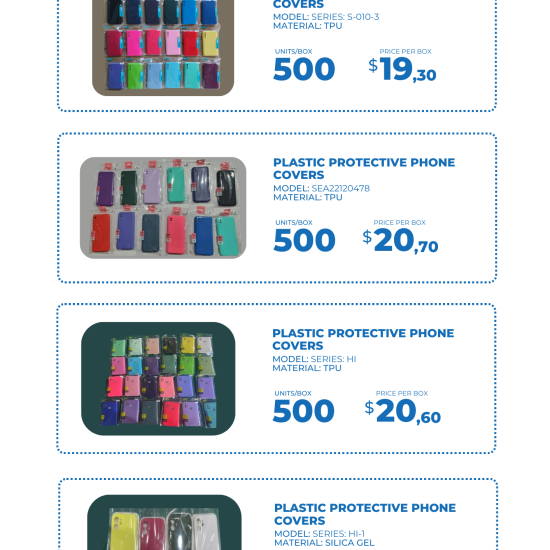 COVERS
MODEL: SERIES: S-010-3
MATERIAL: TPU
UNITS/BOX PRICE PER BOX
500 $19,30
PLASTIC PROTECTIVE PHONE
COVERS
MODEL: SEA22120478
MATERIAL: TPU
UNITS/BOX PRICE PER BOX
500 $20,70
PLASTIC PROTECTIVE PHONE
COVERS
MODEL: SERIES: HI
MATERIAL: TPU
UNITS/BOX PRICE PER BOX
500 $20,60
PLASTIC PROTECTIVE PHONE
COVERS
MODEL: SERIES: HI-1
MATERIAL: SILICA GEL